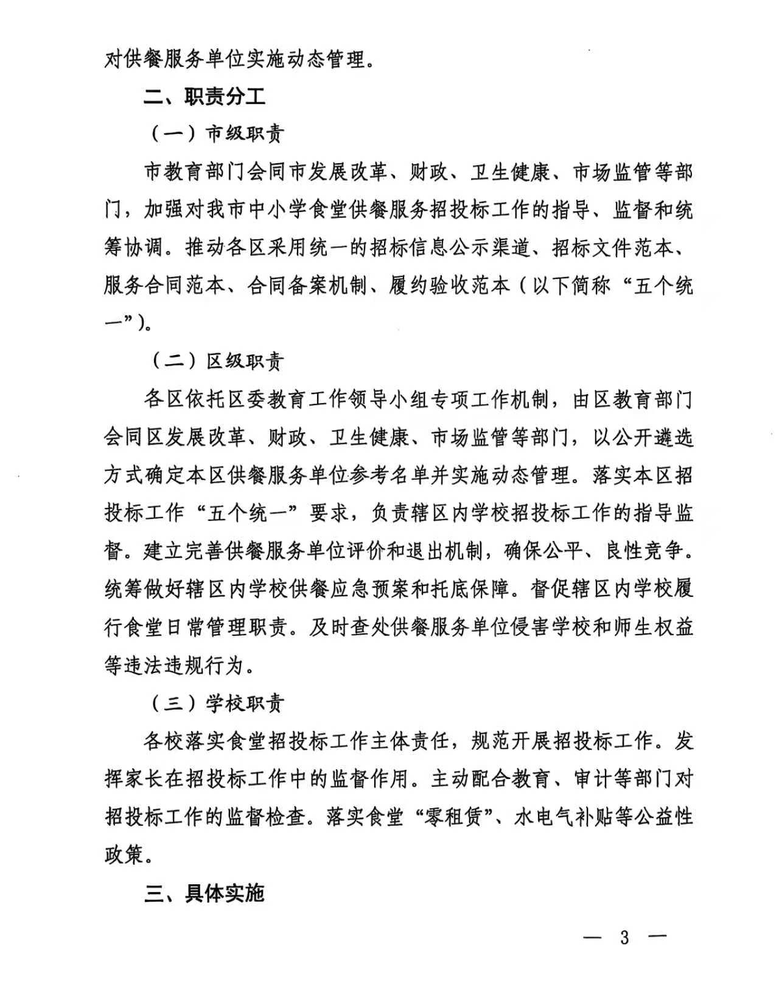 对供餐服务单位实施动态管理。
二、职责分工
（一）市级职责
市教育部门会同市发展改革、财政、卫生健康、市场监管等部
门，加强对我市中小学食堂供餐服务招投标工作的指导、监督和统
筹协调。推动各区采用统一的招标信息公示渠道、招标文件范本、
服务合同范本、合同备案机制、履约验收范本（以下简称“五个统
一”）。
（二）区级职责
各区依托区委教育工作领导小组专项工作机制，由区教育部门
会同区发展改革、财政、卫生健康、市场监管等部门，以公开遴选
方式确定本区供餐服务单位参考名单并实施动态管理。落实本区招
投标工作“五个统一”要求，负责辖区内学校招投标工作的指导监
督。建立完善供餐服务单位评价和退出机制，确保公平、良性竞争。
统筹做好辖区内学校供餐应急预案和托底保障。督促辖区内学校履
行食堂日常管理职责。及时查处供餐服务单位侵害学校和师生权益
等违法违规行为。
（三）学校职责
各校落实食堂招投标工作主体责任，规范开展招投标工作。发
挥家长在招投标工作中的监督作用。主动配合教育、审计等部门对
招投标工作的监督检查。落实食堂“零租赁”、水电气补贴等公益性
政策。
三、具体实施
— 3 —